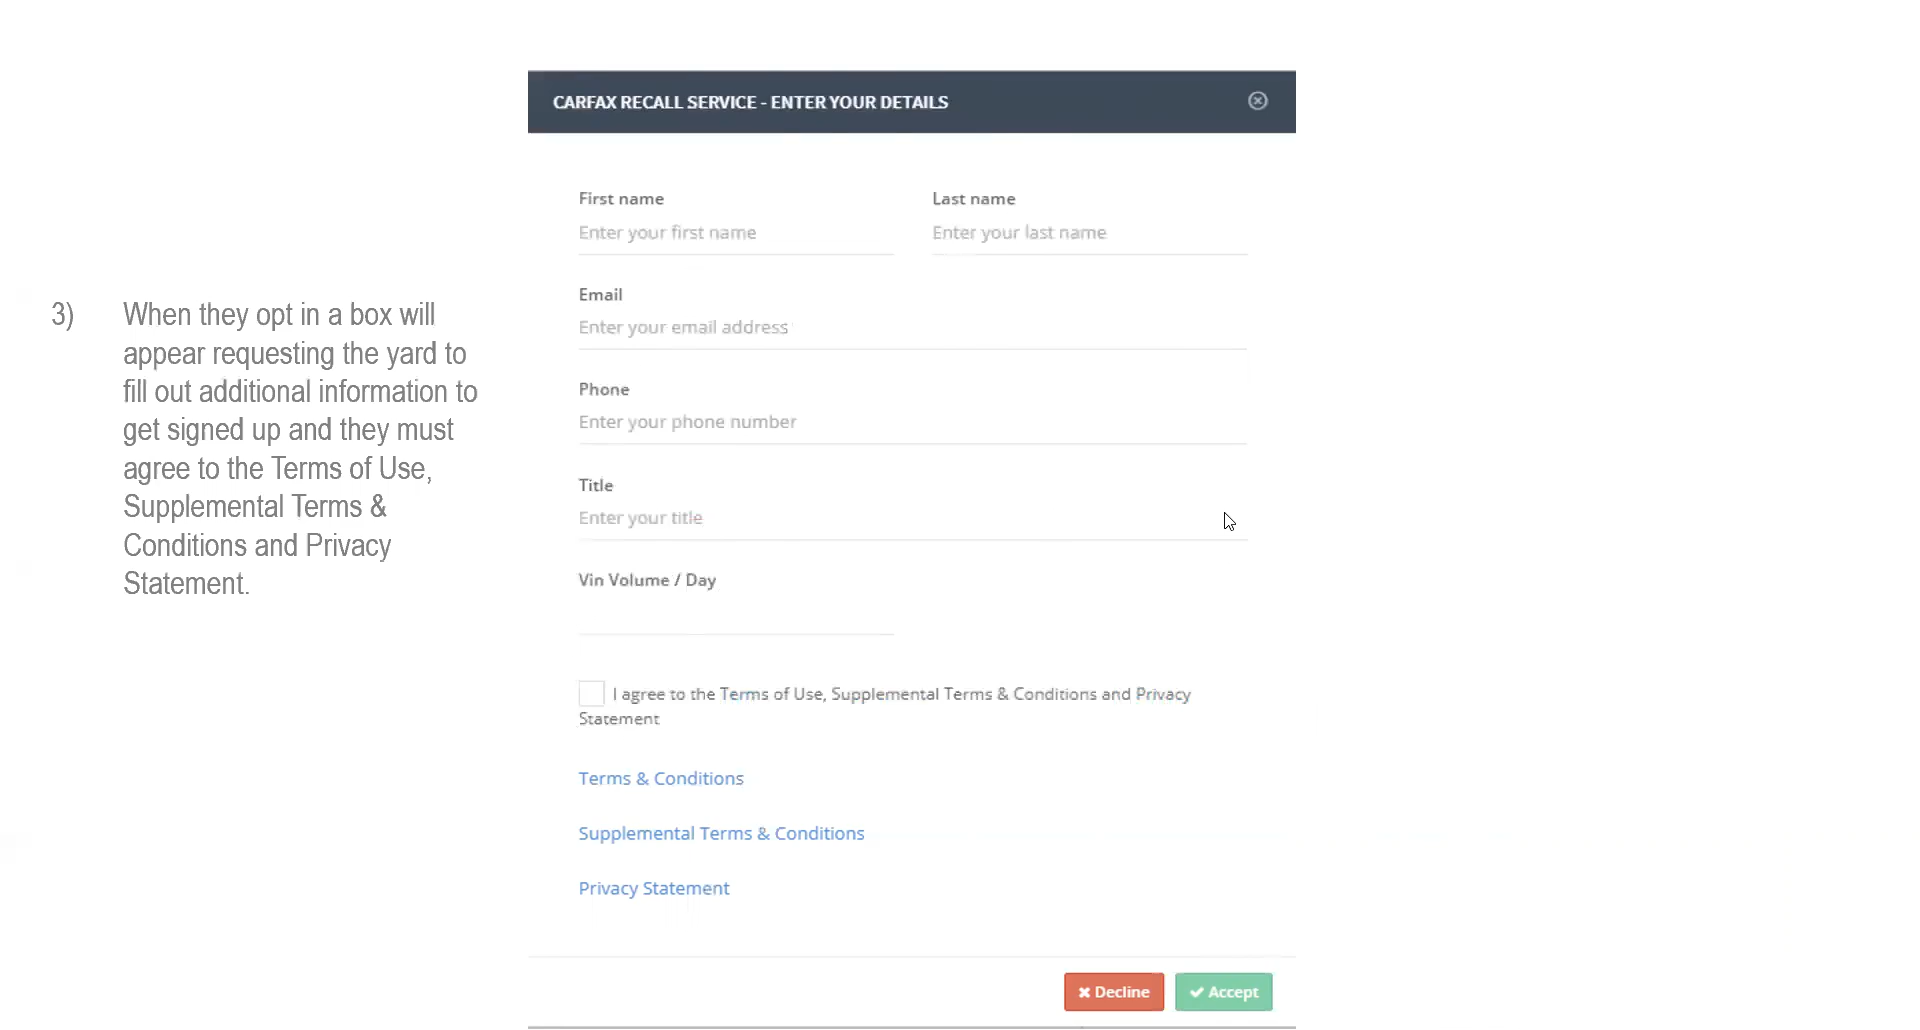 CARFAX RECALL SERVICE - ENTER YOUR DETAILS
First name
Last name
Enter your first name
Enter your last name
Email
Enter your email address
Phone
Enter your phone number
Title
Enter your title
Vin Volume / Day
I agree to the Terms of Use, Supplemental Terms & Conditions and Privacy
Statement
Terms & Conditions
Supplemental Terms & Conditions
Privacy Statement
Decline
Accept
3) When they opt in a box will
appear requesting the yard to
fill out additional information to
get signed up and they must
agree to the Terms of Use,
Supplemental Terms &
Conditions and Privacy
Statement.